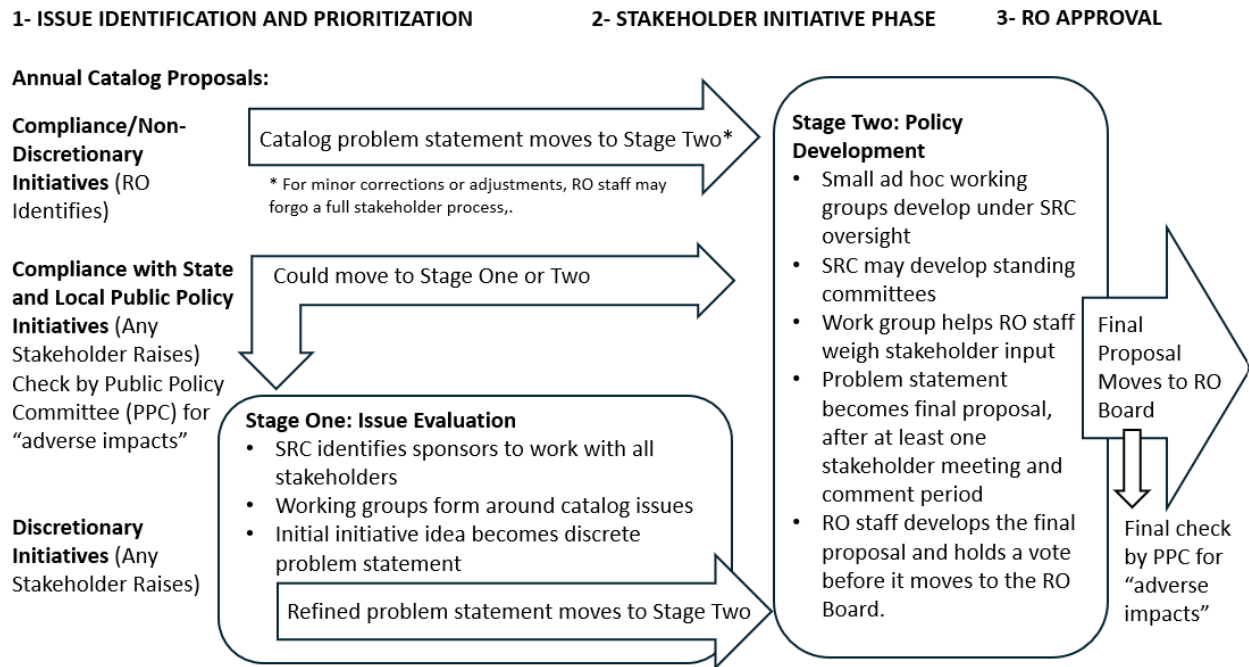 1- ISSUE IDENTIFICATION AND PRIORITIZATION
2- STAKEHOLDER INITIATIVE PHASE
3- RO APPROVAL
Annual Catalog Proposals:
Compliance/Non-
Discretionary
Initiatives (RO
Identifies)
Catalog problem statement moves to Stage Two*
* For minor corrections or adjustments, RO staff may
forgo a full stakeholder process,.
Compliance with State
and Local Public Policy
Initiatives (Any
Stakeholder Raises)
Check by Public Policy
Committee (PPC) for
“adverse impacts”
Could move to Stage One or Two
Discretionary
Initiatives (Any
Stakeholder Raises)
Stage One: Issue Evaluation
• SRC identifies sponsors to work with all
stakeholders
• Working groups form around catalog issues
• Initial initiative idea becomes discrete
problem statement
Refined problem statement moves to Stage Two
Stage Two: Policy
Development
• Small ad hoc working
groups develop under SRC
oversight
• SRC may develop standing
committees
• Work group helps RO staff
weigh stakeholder input
• Problem statement
becomes final proposal,
after at least one
stakeholder meeting and
comment period
• RO staff develops the final
proposal and holds a vote
before it moves to the RO
Board.
Final
Proposal
Moves to RO
Board
Final check
by PPC for
“adverse
impacts”